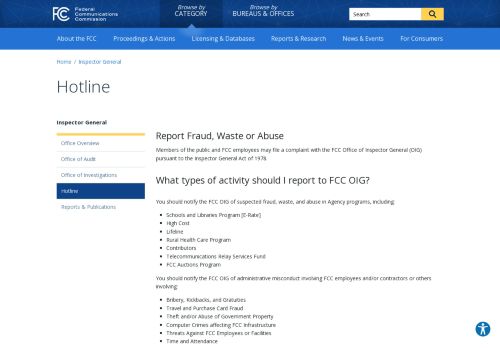 FCC
Federal
Communications
Commission
Browse by
CATEGORY
Browse by
BUREAUS & OFFICES
Search
About the FCC
Proceedings & Actions
Licensing & Databases
Reports & Research
News & Events
For Consumers
Home / Inspector General
Hotline
Inspector General
Office Overview
Office of Audit
Office of Investigations
Hotline
Reports & Publications
Report Fraud, Waste or Abuse
Members of the public and FCC employees may file a complaint with the FCC Office of Inspector General (OIG)
pursuant to the Inspector General Act of 1978.
What types of activity should I report to FCC OIG?
You should notify the FCC OIG of suspected fraud, waste, and abuse in Agency programs, including:
Schools and Libraries Program [E-Rate]
High Cost
Lifeline
Rural Health Care Program
Contributors
Telecommunications Relay Services Fund
FCC Auctions Program
You should notify the FCC OIG of administrative misconduct involving FCC employees and/or contractors or others
involving:
Bribery, Kickbacks, and Gratuities
Travel and Purchase Card Fraud
Theft and/or Abuse of Government Property
Computer Crimes affecting FCC Infrastructure
Threats Against FCC Employees or Facilities
Time and Attendance